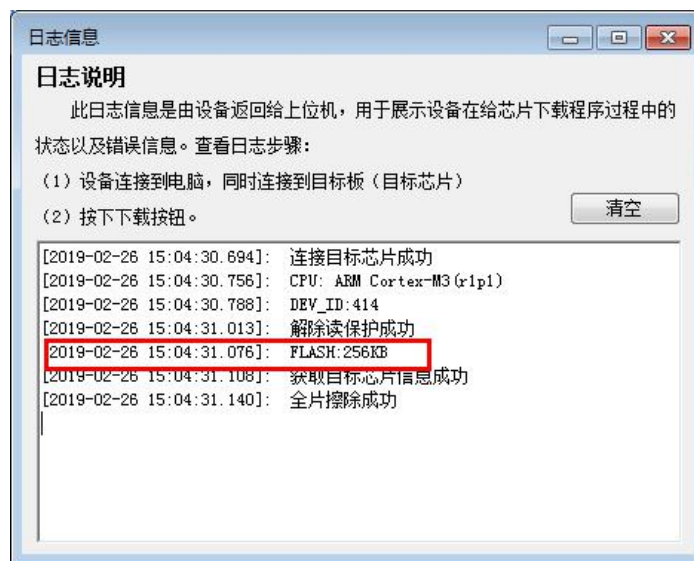 日志信息
日志说明
此日志信息是由设备返回给上位机，用于展示设备在给芯片下载程序过程中的
状态以及错误信息。查看日志步骤：
（1）设备连接到电脑，同时连接到目标板（目标芯片）
（2）按下下载按钮。
清空
[2019-02-26 15:04:30.694]: 连接目标芯片成功
[2019-02-26 15:04:30.756]: CPU: ARM Cortex-M3(r1p1)
[2019-02-26 15:04:30.788]: DEV_ID:414
[2019-02-26 15:04:31.013]: 解除读保护成功
[2019-02-26 15:04:31.076]: FLASH:256KB
[2019-02-26 15:04:31.108]: 获取目标芯片信息成功
[2019-02-26 15:04:31.140]: 全片擦除成功